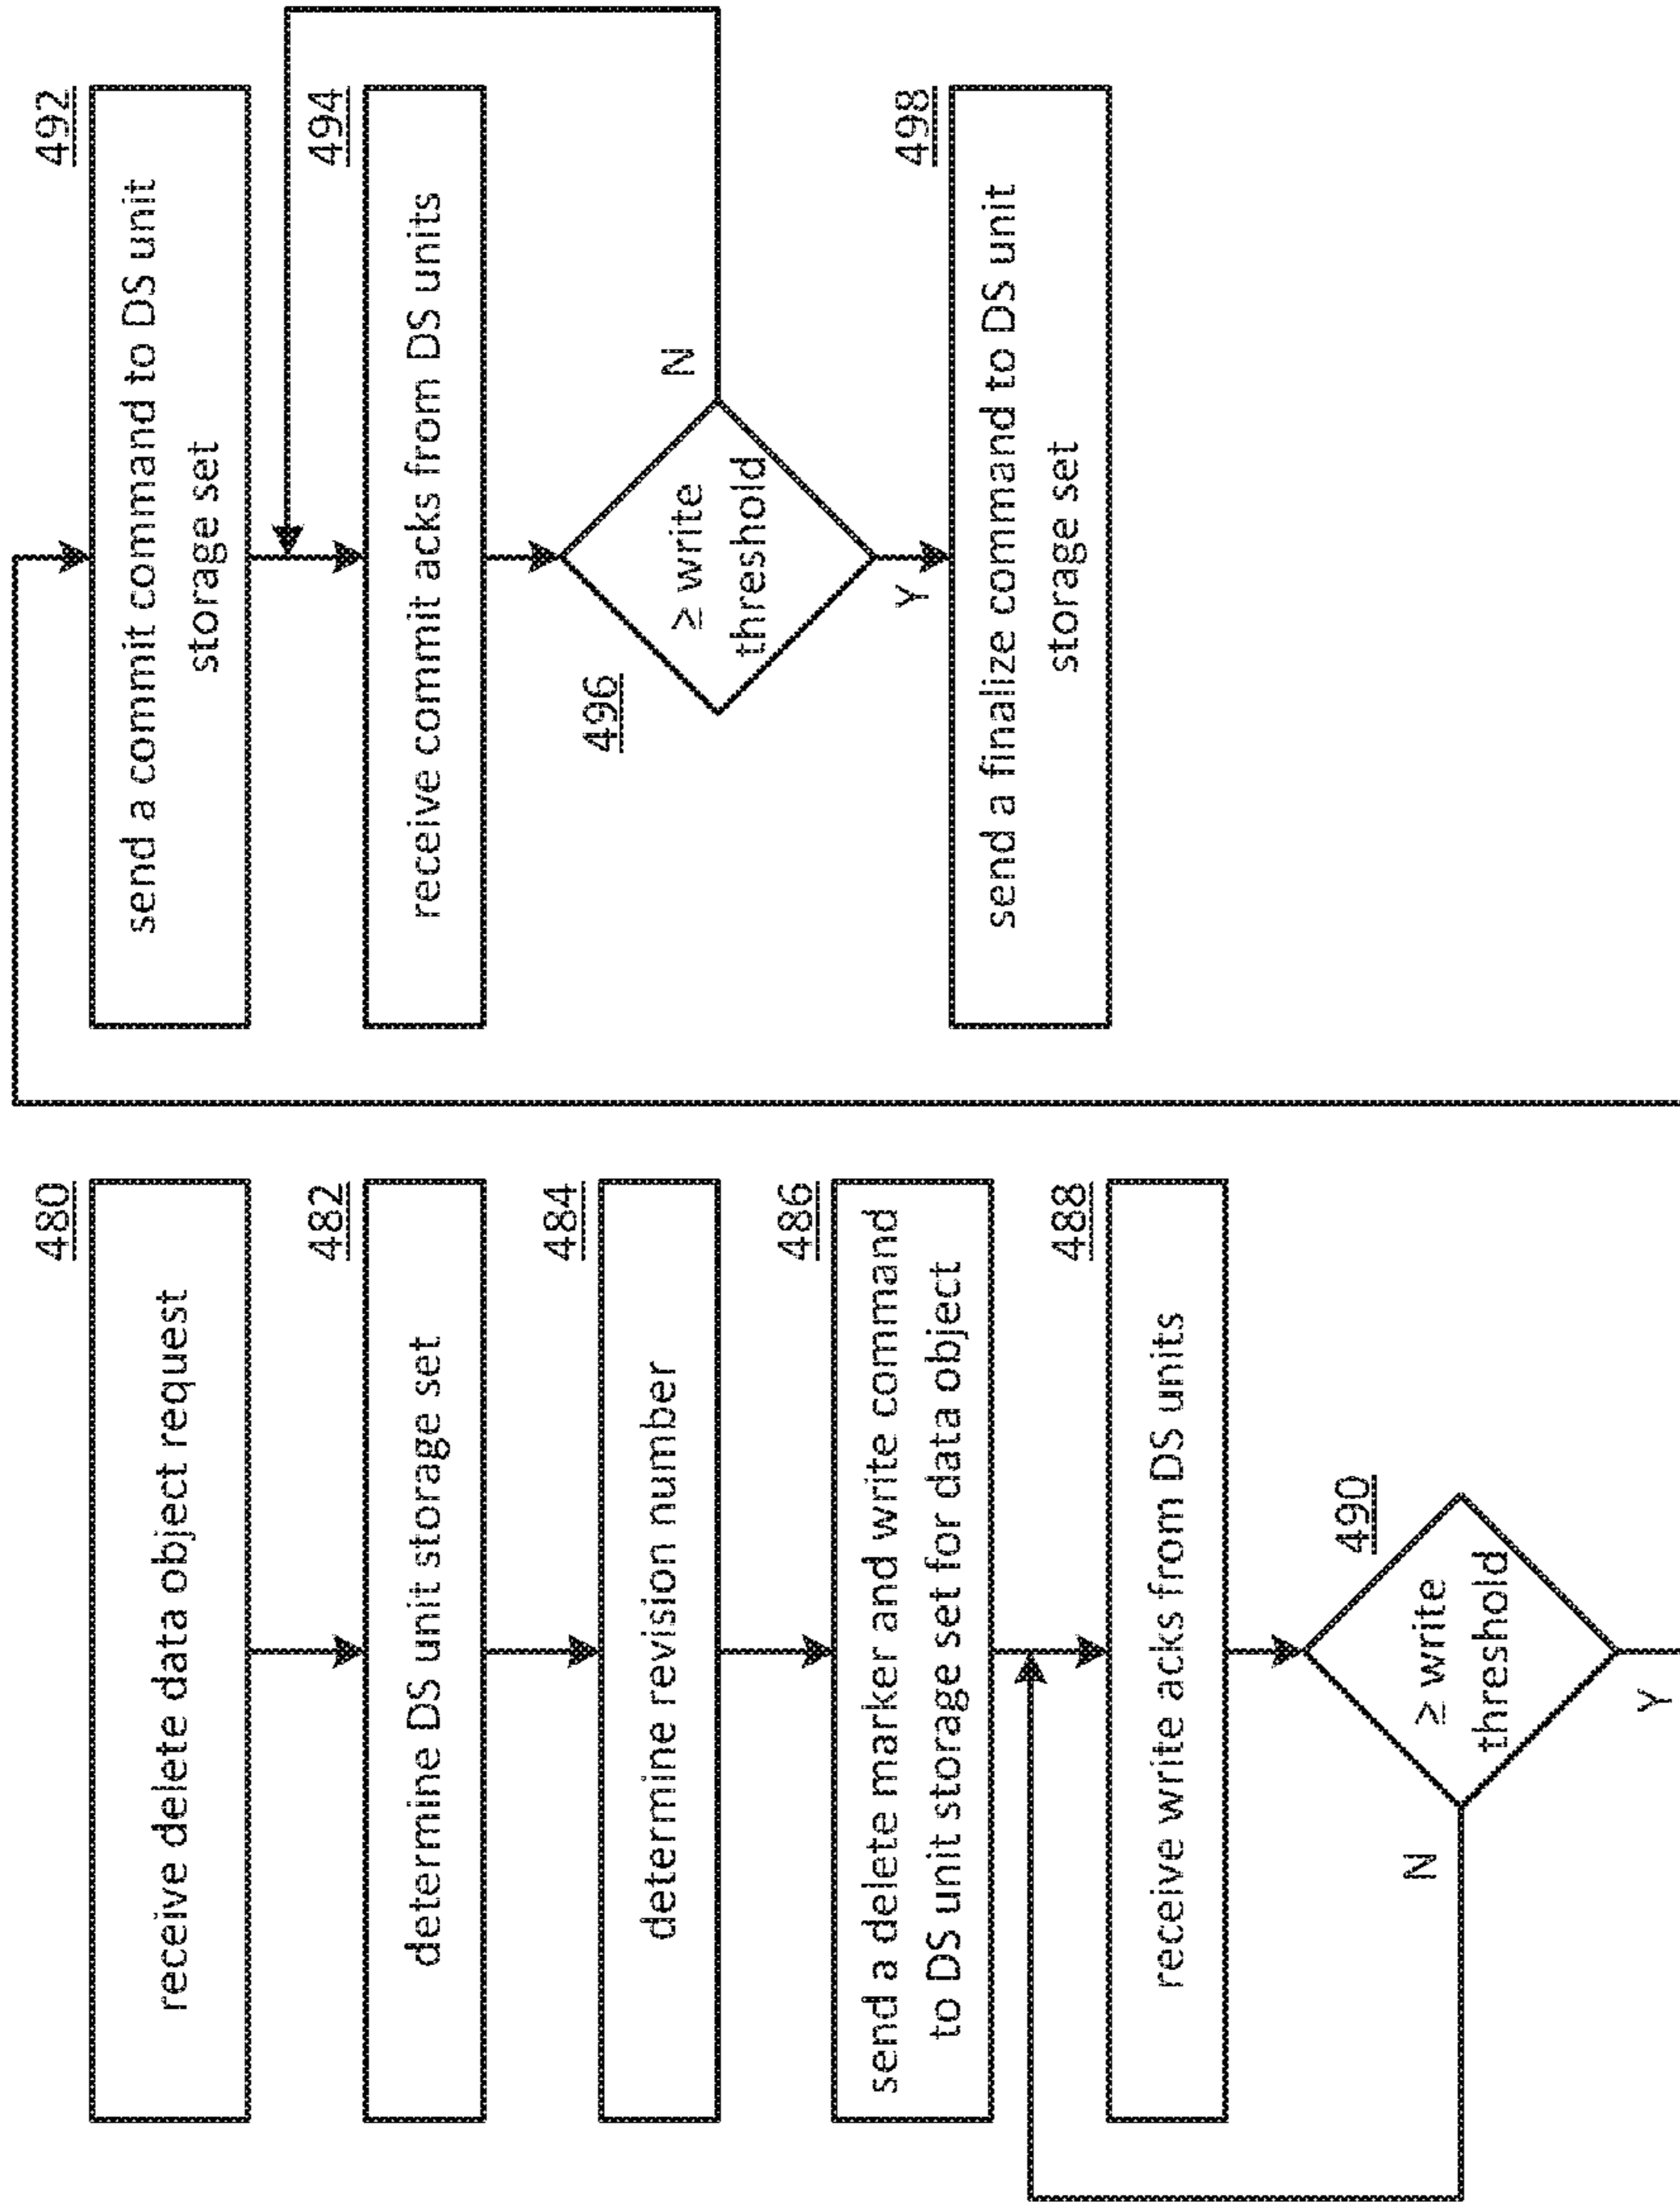 480
receive delete data object request
482
determine DS unit storage set
484
determine revision number
486
send a delete marker and write command
to DS unit storage set for data object
488
receive write acks from DS units
490
≥ write
threshold
N
Y
492
send a commit command to DS unit
storage set
494
receive commit acks from DS units
496
≥ write
threshold
N
Y
498
send a finalize command to DS unit
storage set